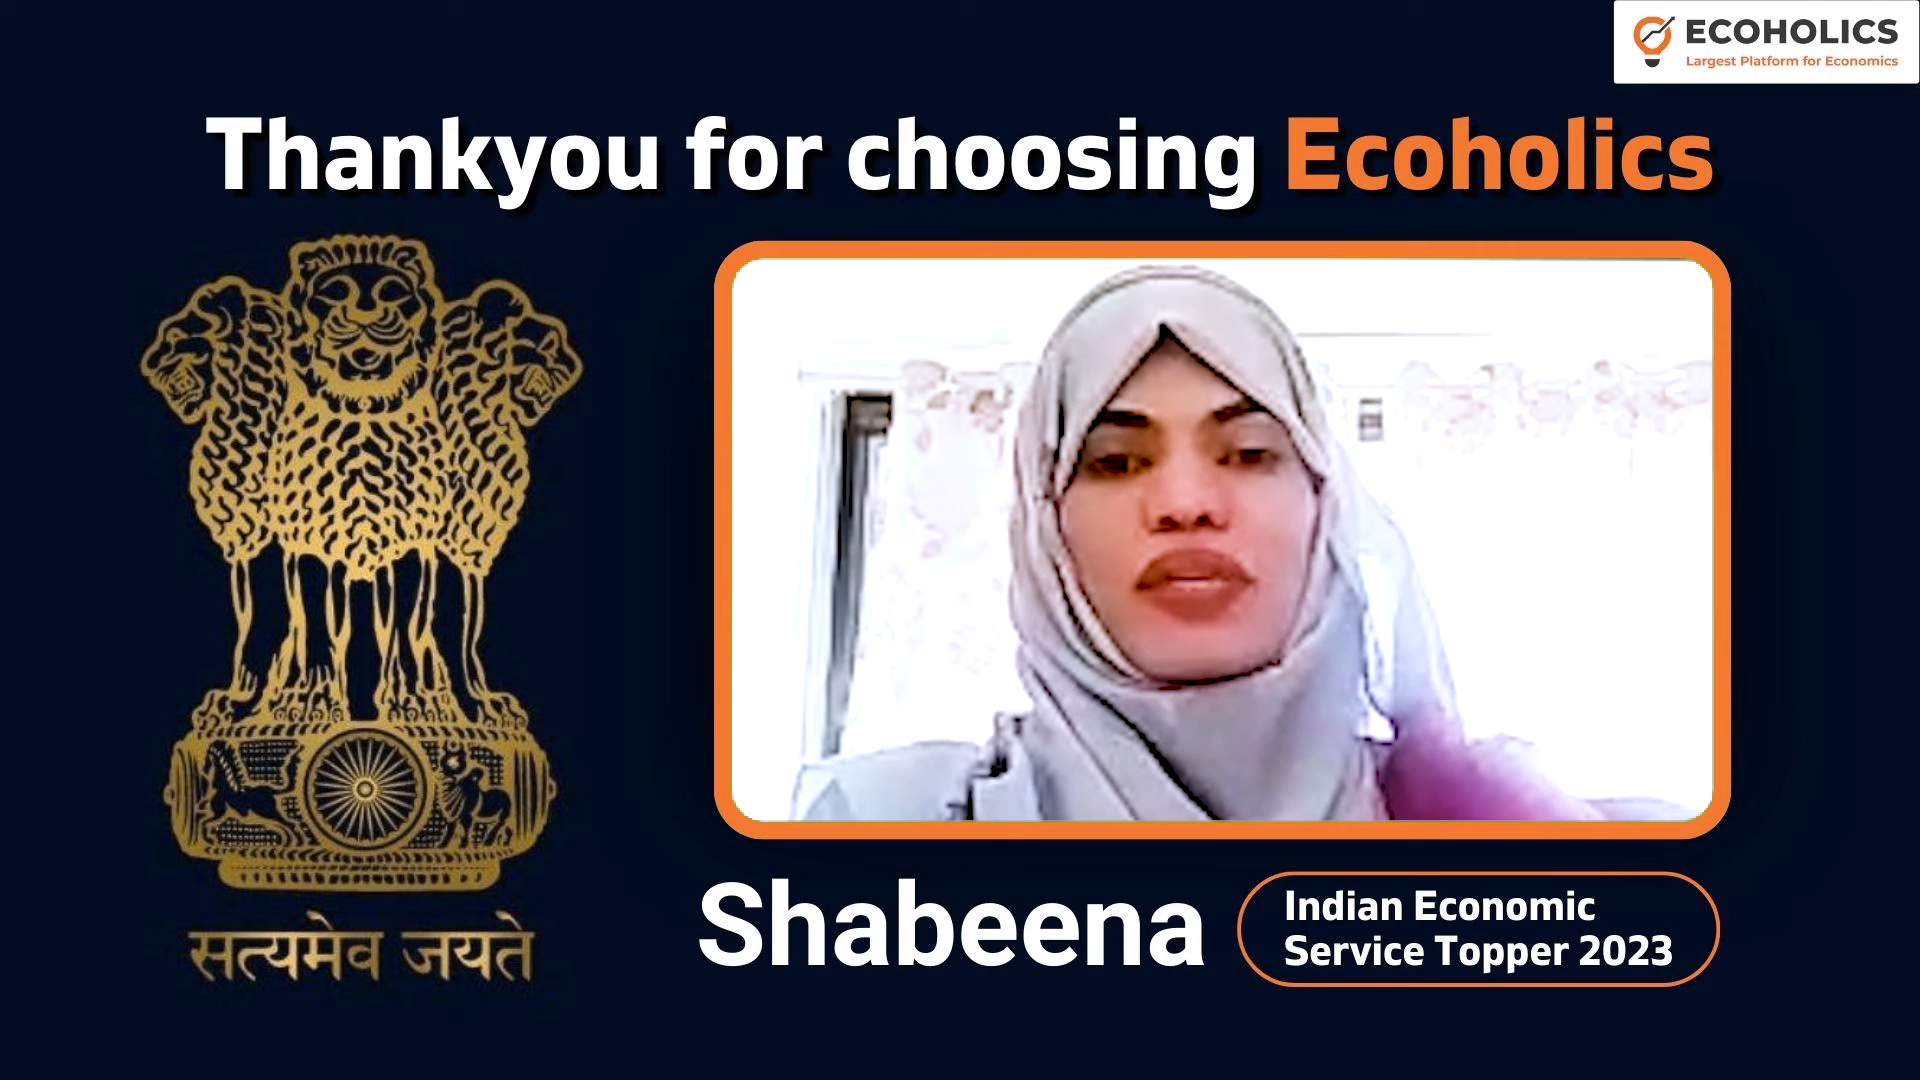 ECOHOLICS
Largest Platform for Economics
Thankyou for choosing Ecoholics
सत्यमेव जयते
Shabeena
Indian Economic
Service Topper 2023